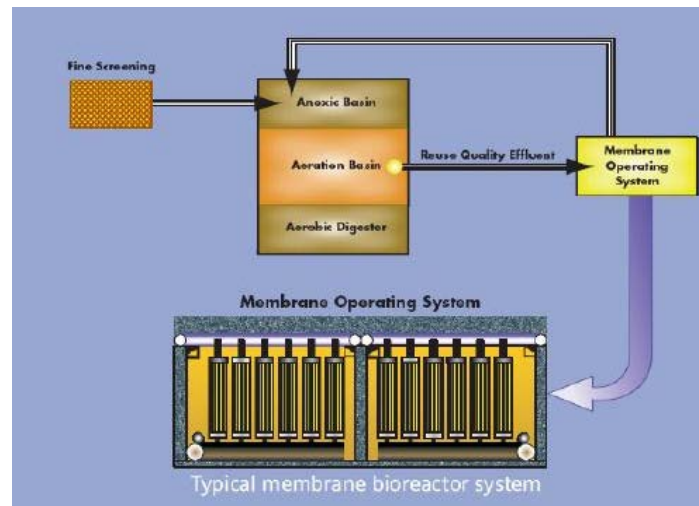 Fine Screening
Anoxic Basin
Aeration Basin
Reuse Quality Effluent
Membrane
Operating
System
Aerobic Digester
Membrane Operating System
Typical membrane bioreactor system